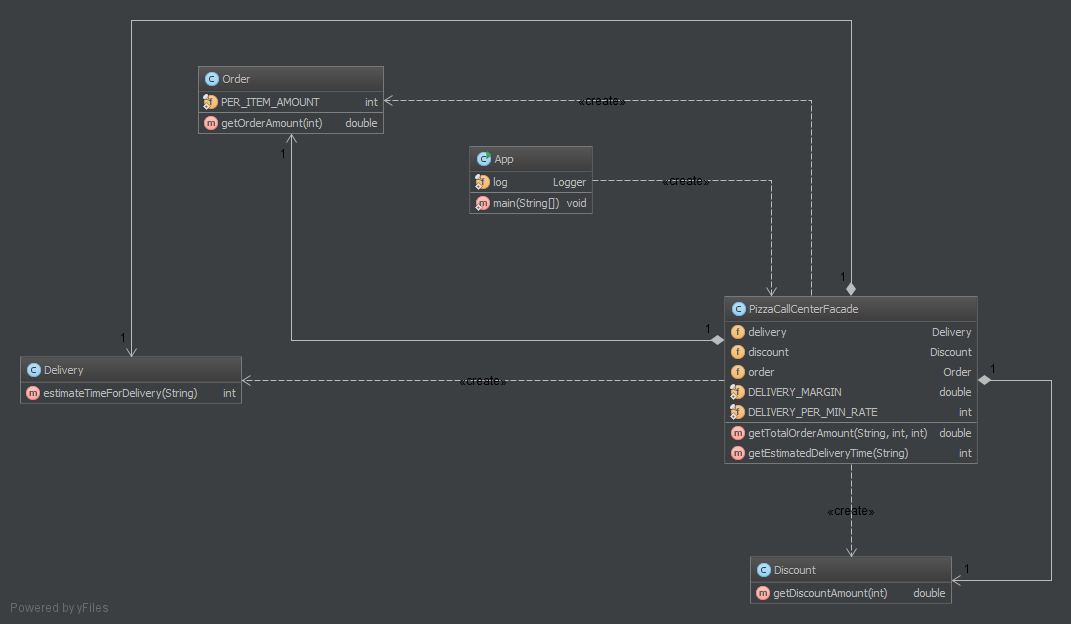 Order
PER_ITEM_AMOUNT int
«create»
getOrderAmount(int) double
1
App
«create»
log Logger
main(String[]) void
1
PizzaCallCenterFacade
1
1
delivery Delivery
discount Discount
order Order
DELIVERY_MARGIN double
DELIVERY_PER_MIN_RATE int
getTotalOrderAmount(String, int, int) double
getEstimatedDeliveryTime(String) int
1
Delivery
«create»
estimateTimeForDelivery(String) int
«create»
Discount
1
getDiscountAmount(int) double
Powered by yFiles